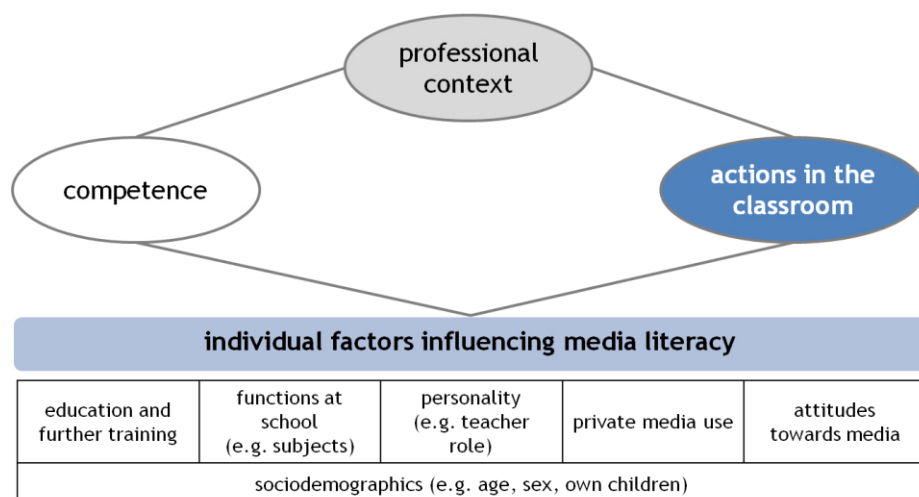 professional
context
competence
actions in the
classroom
individual factors influencing media literacy
education and
further training
functions at
school
(e.g. subjects)
personality
(e.g. teacher
role)
private media use
attitudes
towards media
sociodemographics (e.g. age, sex, own children)